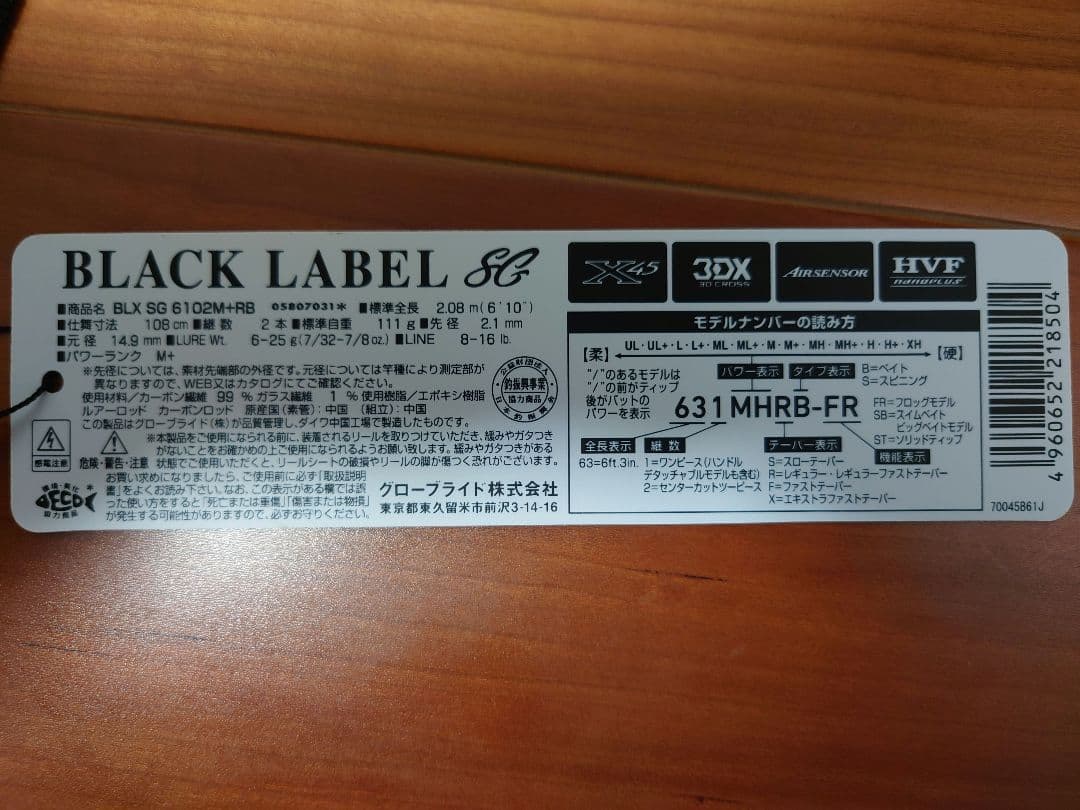 BLACK LABEL SG
■商品名 BLX SG 6102M+RB 05807031* ■標準全長 2.08m(6'10")
■仕舞寸法 108cm ■継数 2本 ■標準自重 111g ■先径 2.1mm
■元径 14.9mm ■LURE Wt. 6-25g(7/32-7/8oz.) ■LINE 8-16 lb.
■パワーランク M+
※先径については、素材先端部の外径です。元径については竿種により測定部が
異なりますので、WEB又はカタログにてご確認ください。
使用材料/カーボン繊維 99% ガラス繊維 1%使用樹脂/エポキシ樹脂
ルアーロッド カーボンロッド 原産国(素管):中国 (組立):中国
この製品はグローブライド(株)が品質管理し、ダイワ中国工場で製造したものです。
公益財団法人
釣振興事業
協力商品
日本釣振興会
感電注意
危険・警告・注意
※本製品をご使用になられる前に、装着されるリールを取りつけていただき、緩みやガタつき
がないことをお確かめの上ご使用になられるようお願い致します。緩みやガタつきがある
状態でご使用いただくと、リールシートの破損やリールの脚が傷つく恐れがございます。
環境・美化
ECO
協力商品
お買い求めになりましたら、ご使用前に必ず「取扱説明
書」をよくお読み下さい。なお、この表示がある欄では誤
った使い方をすると「死亡または重傷」「傷害または物損」
が発生する可能性がありますので、必ずお守りください。
グローブライド株式会社
東京都東久留米市前沢3-14-16
X45
3DX
3D CROSS
AIRSENSOR
HVF
nanoPLUS
モデルナンバーの読み方
【柔】 UL・UL+・L・L+・ML・ML+・M・M+・MH・MH+・H・H+・XH 【硬】
"/"のあるモデルは
"/"の前がティップ
後がバットの
パワーを表示
パワー表示
タイプ表示
B=ベイト
S=スピニング
631MHRB-FR
FR=フロッグモデル
SB=スイムベイト
ビッグベイトモデル
ST=ソリッドティップ
機能表示
全長表示
63=6ft.3in.
継数
1=ワンピース(ハンドル
デタッチャブルモデルも含む)
2=センターカットツーピース
テーパー表示
S=スローテーパー
R=レギュラー・レギュラーファストテーパー
F=ファストテーパー
X=エキストラファストテーパー
4960652218504
70045861J